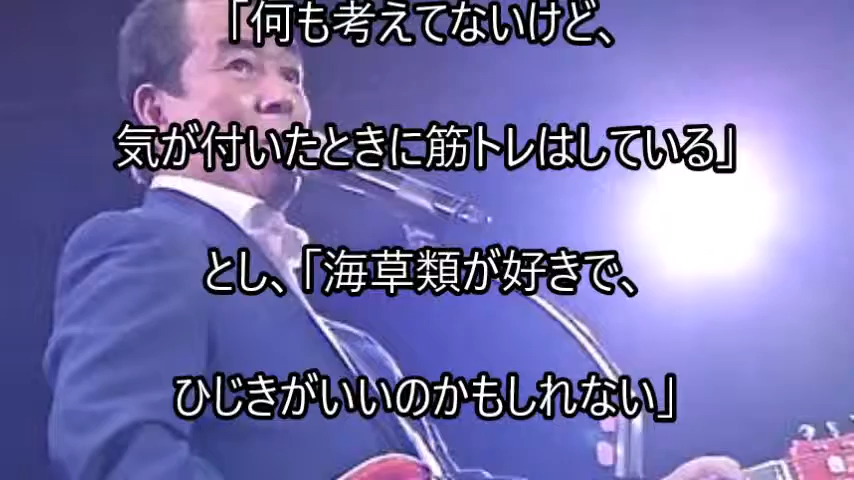 「何も考えてないけど、
気が付いたときに筋トレはしている」
とし、「海草類が好きで、
ひじきがいいのかもしれない」